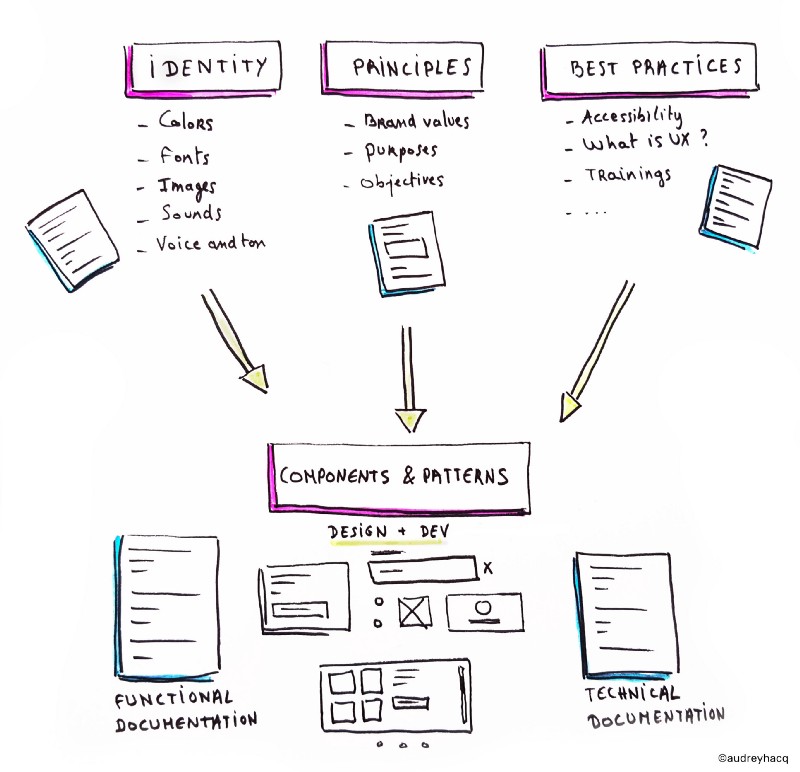 iDENTITY
- Colors
- Fonts
- Images
- Sounds
- Voice and ton
PRINCIPLES
- Brand values
- Purposes
- Objectives
BEST PRACTICES
- Accessibility
- What is UX ?
- Trainings
- ...
COMPONENTS & PATTERNS
DESiGN + DEV
x
FUNCTIONAL
DOCUMENTATION
TECHNICAL
DOCUMENTATION
©audreyhacq